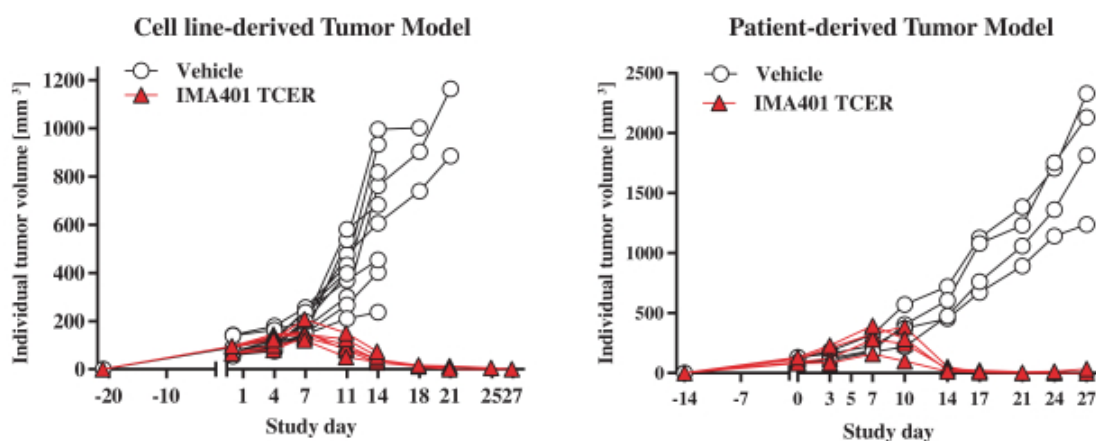 Cell line-derived Tumor Model
Vehicle
IMA401 TCER
Individual tumor volume [mm ³]
1200
1000
800
600
400
200
0
-20 -10 1 4 7 11 14 18 21 25 27
Study day
Patient-derived Tumor Model
Vehicle
IMA401 TCER
Individual tumor volume [mm ³]
2500
2000
1500
1000
500
0
-14 -7 0 3 5 7 10 14 17 21 24 27
Study day